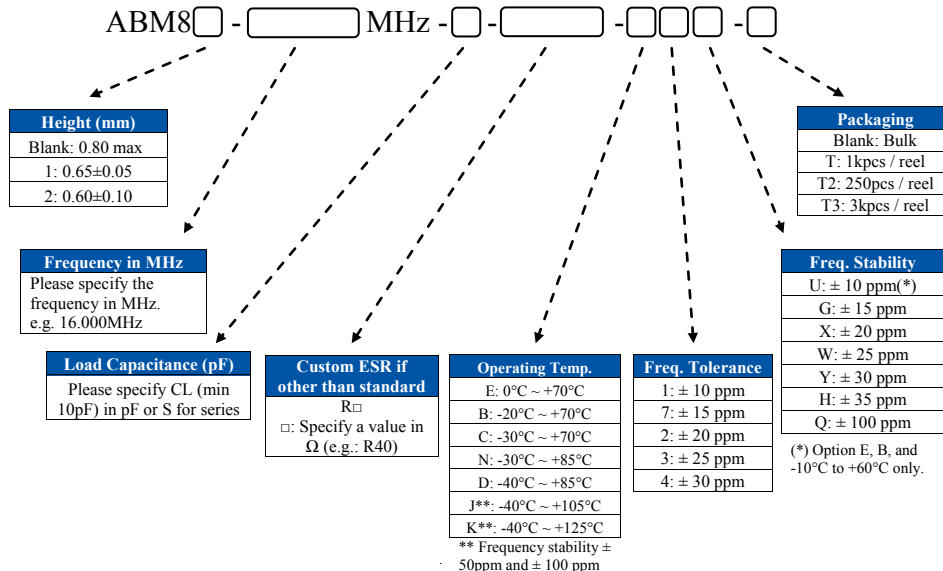 ABM8□ - □ MHz - □ - □ - □□□ - □
Height (mm)
Blank: 0.80 max
1: 0.65±0.05
2: 0.60±0.10
Packaging
Blank: Bulk
T: 1kpcs / reel
T2: 250pcs / reel
T3: 3kpcs / reel
Frequency in MHz
Please specify the
frequency in MHz.
e.g. 16.000MHz
Freq. Stability
U: ± 10 ppm(*)
G: ± 15 ppm
X: ± 20 ppm
W: ± 25 ppm
Y: ± 30 ppm
H: ± 35 ppm
Q: ± 100 ppm
(*) Option E, B, and
-10°C to +60°C only.
Load Capacitance (pF)
Please specify CL (min
10pF) in pF or S for series
Custom ESR if
other than standard
R□
□: Specify a value in
Ω (e.g.: R40)
Operating Temp.
E: 0°C ~ +70°C
B: -20°C ~ +70°C
C: -30°C ~ +70°C
N: -30°C ~ +85°C
D: -40°C ~ +85°C
J**: -40°C ~ +105°C
K**: -40°C ~ +125°C
** Frequency stability ±
50ppm and ± 100 ppm
Freq. Tolerance
1: ± 10 ppm
7: ± 15 ppm
2: ± 20 ppm
3: ± 25 ppm
4: ± 30 ppm